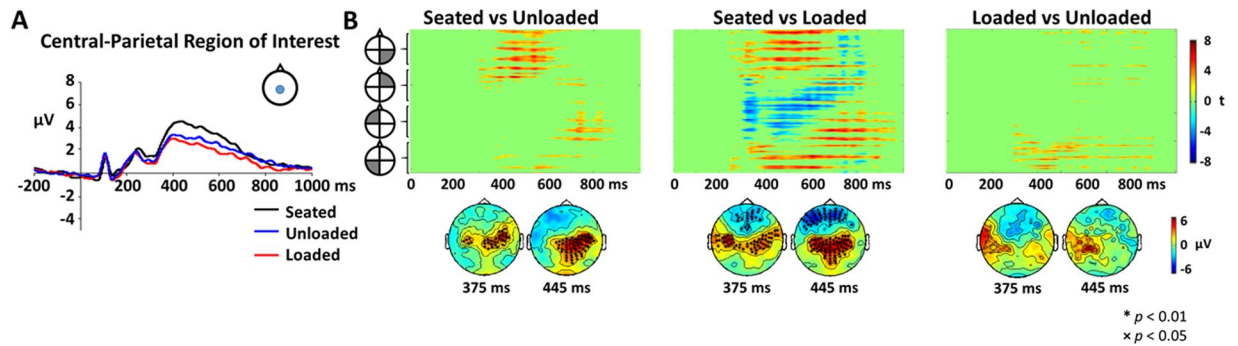 A
Central-Parietal Region of Interest
μV
8
6
4
2
-2
-4
-200 200 400 600 800 1000 ms
Seated
Unloaded
Loaded
B
Seated vs Unloaded
0 200 400 600 800 ms
375 ms 445 ms
Seated vs Loaded
0 200 400 600 800 ms
375 ms 445 ms
Loaded vs Unloaded
0 200 400 600 800 ms
375 ms 445 ms
8
4
0 t
-4
-8
6
0 μV
-6
* p < 0.01
× p < 0.05